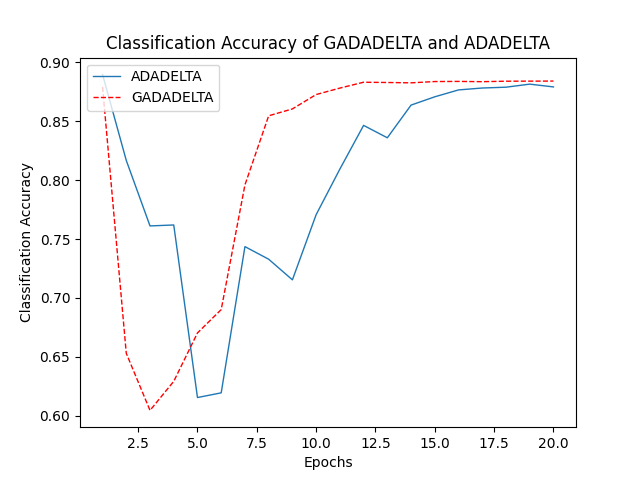 Classification Accuracy of GADADELTA and ADADELTA
ADADELTA
GADADELTA
Classification Accuracy
0.90
0.85
0.80
0.75
0.70
0.65
0.60
2.5 5.0 7.5 10.0 12.5 15.0 17.5 20.0
Epochs